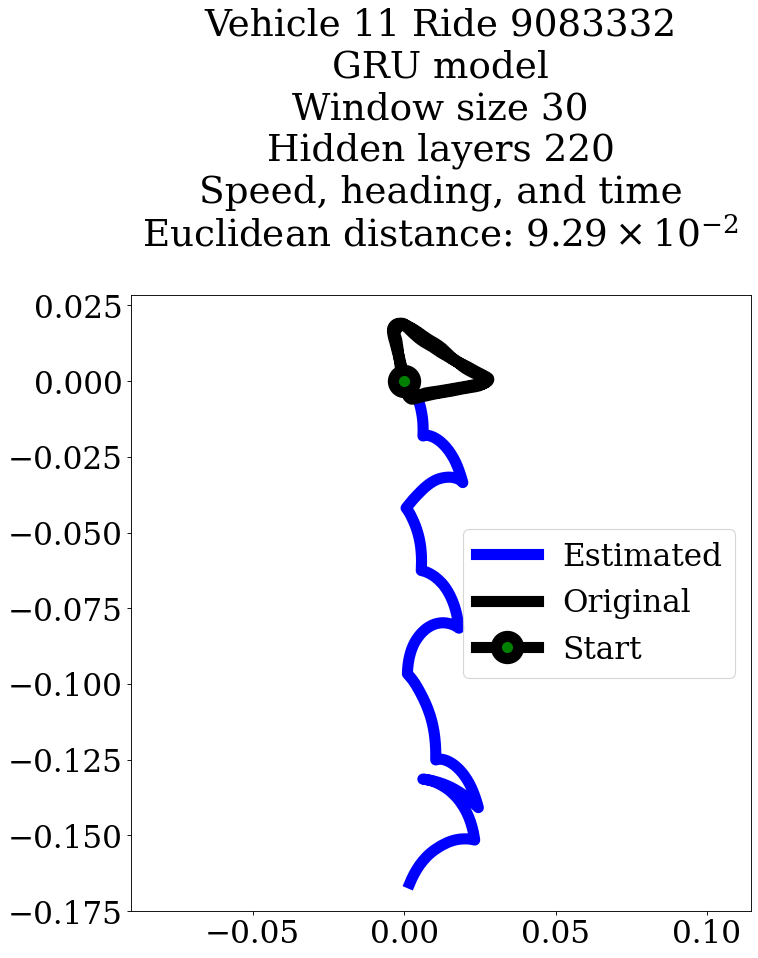 Vehicle 11 Ride 9083332
GRU model
Window size 30
Hidden layers 220
Speed, heading, and time
Euclidean distance: 9.29 × 10⁻²
0.025
0.000
−0.025
−0.050
−0.075
−0.100
−0.125
−0.150
−0.175
Estimated
Original
Start
−0.05 0.00 0.05 0.10